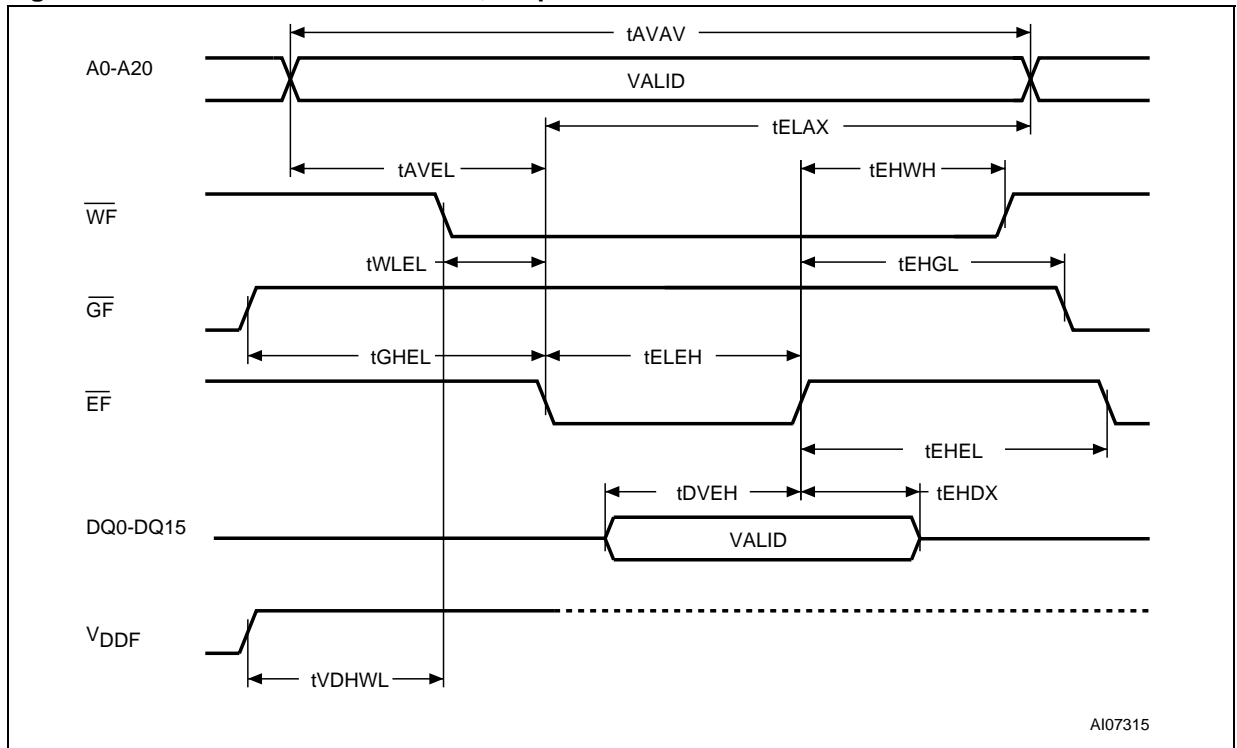 tAVAV
A0-A20
VALID
tELAX
tAVEL
tEHWH
WF
tWLEL
tEHGL
GF
tGHEL
tELEH
EF
tEHEL
tDVEH
tEHDX
DQ0-DQ15
VALID
VDDF
tVDHWL
AI07315